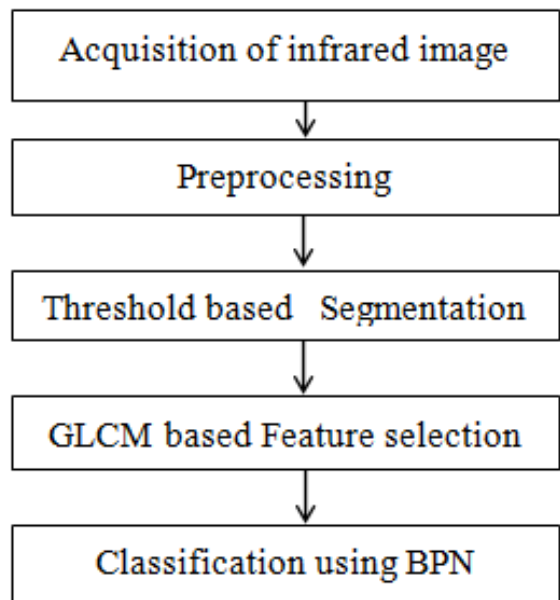 Acquisition of infrared image
Preprocessing
Threshold based Segmentation
GLCM based Feature selection
Classification using BPN